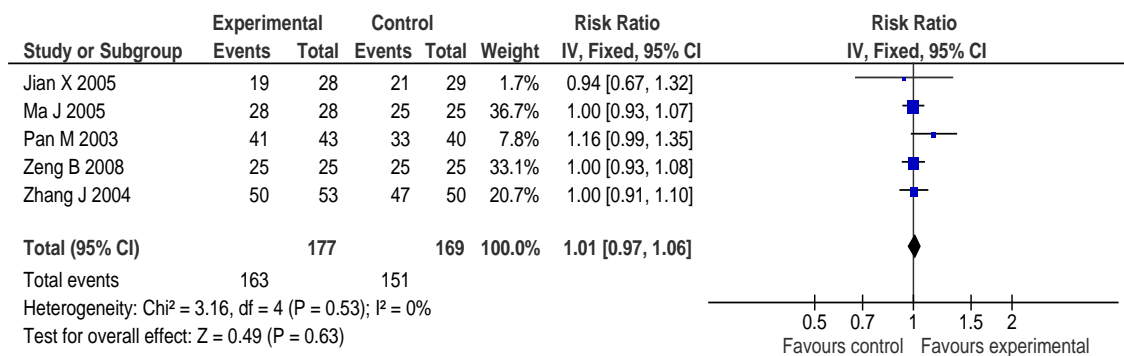 Experimental Control Risk Ratio Risk Ratio
Study or Subgroup Events Total Events Total Weight IV, Fixed, 95% CI IV, Fixed, 95% CI
Jian X 2005 19 28 21 29 1.7% 0.94 [0.67, 1.32]
Ma J 2005 28 28 25 25 36.7% 1.00 [0.93, 1.07]
Pan M 2003 41 43 33 40 7.8% 1.16 [0.99, 1.35]
Zeng B 2008 25 25 25 25 33.1% 1.00 [0.93, 1.08]
Zhang J 2004 50 53 47 50 20.7% 1.00 [0.91, 1.10]
Total (95% CI) 177 169 100.0% 1.01 [0.97, 1.06]
Total events 163 151
Heterogeneity: Chi² = 3.16, df = 4 (P = 0.53); I² = 0%
Test for overall effect: Z = 0.49 (P = 0.63)
0.5 0.7 1 1.5 2
Favours control Favours experimental